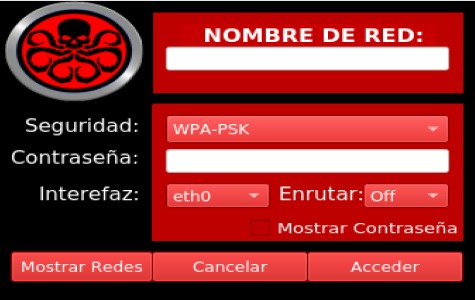 NOMBRE DE RED:
Seguridad: WPA-PSK
Contraseña:
Interefaz: eth0 Enrutar: Off
Mostrar Contraseña
Mostrar Redes Cancelar Acceder